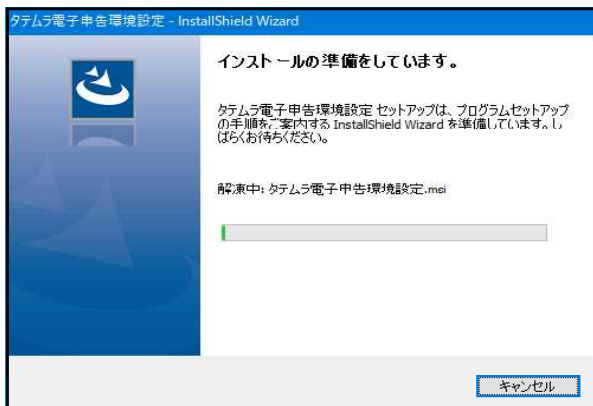 タテムラ電子申告環境設定 - InstallShield Wizard
インストールの準備をしています。
タテムラ電子申告環境設定 セットアップは、プログラムセットアップ
の手順をご案内する InstallShield Wizard を準備しています。し
ばらくお待ちください。
解凍中: タテムラ電子申告環境設定.msi
キャンセル